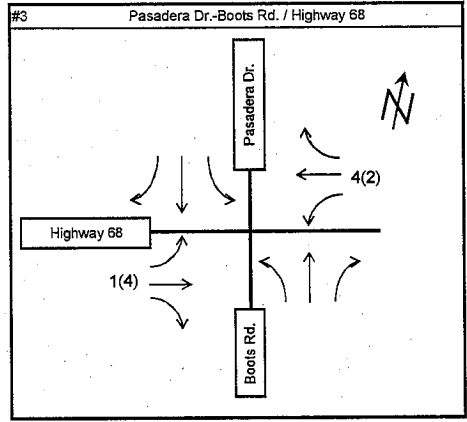 #3 Pasadera Dr.-Boots Rd. / Highway 68
Pasadera Dr.
N
4(2)
Highway 68
1(4)
Boots Rd.